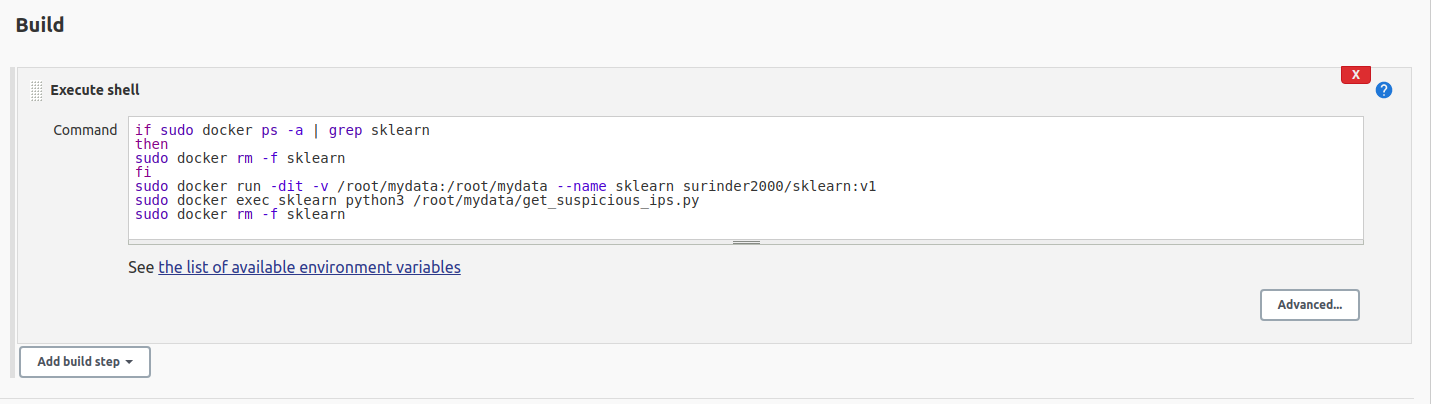 Build
X
Execute shell
?
Command
if sudo docker ps -a | grep sklearn
then
sudo docker rm -f sklearn
fi
sudo docker run -dit -v /root/mydata:/root/mydata --name sklearn surinder2000/sklearn:v1
sudo docker exec sklearn python3 /root/mydata/get_suspicious_ips.py
sudo docker rm -f sklearn
See the list of available environment variables
Advanced...
Add build step